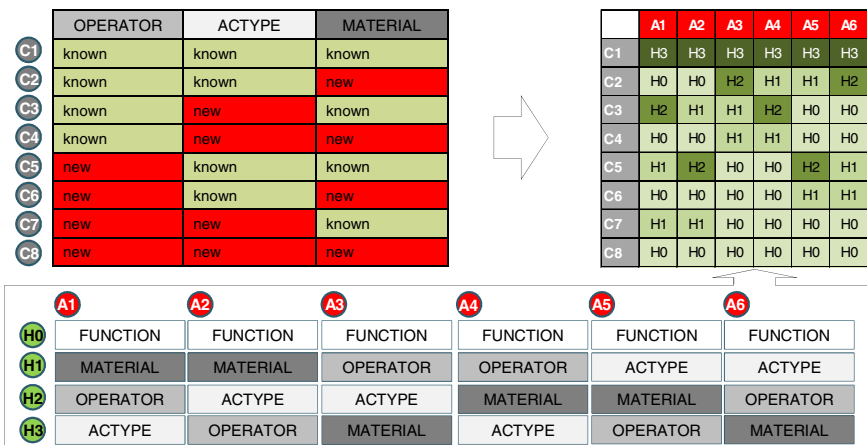 OPERATOR ACTYPE MATERIAL
C1 known known known
C2 known known new
C3 known new known
C4 known new new
C5 new known known
C6 new known new
C7 new new known
C8 new new new
A1 A2 A3 A4 A5 A6
C1 H3 H3 H3 H3 H3 H3
C2 H0 H0 H2 H1 H1 H2
C3 H2 H1 H1 H2 H0 H0
C4 H0 H0 H1 H1 H0 H0
C5 H1 H2 H0 H0 H2 H1
C6 H0 H0 H0 H0 H1 H1
C7 H1 H1 H0 H0 H0 H0
C8 H0 H0 H0 H0 H0 H0
A1 A2 A3 A4 A5 A6
H0 FUNCTION FUNCTION FUNCTION FUNCTION FUNCTION FUNCTION
H1 MATERIAL MATERIAL OPERATOR OPERATOR ACTYPE ACTYPE
H2 OPERATOR ACTYPE ACTYPE MATERIAL MATERIAL OPERATOR
H3 ACTYPE OPERATOR MATERIAL ACTYPE OPERATOR MATERIAL